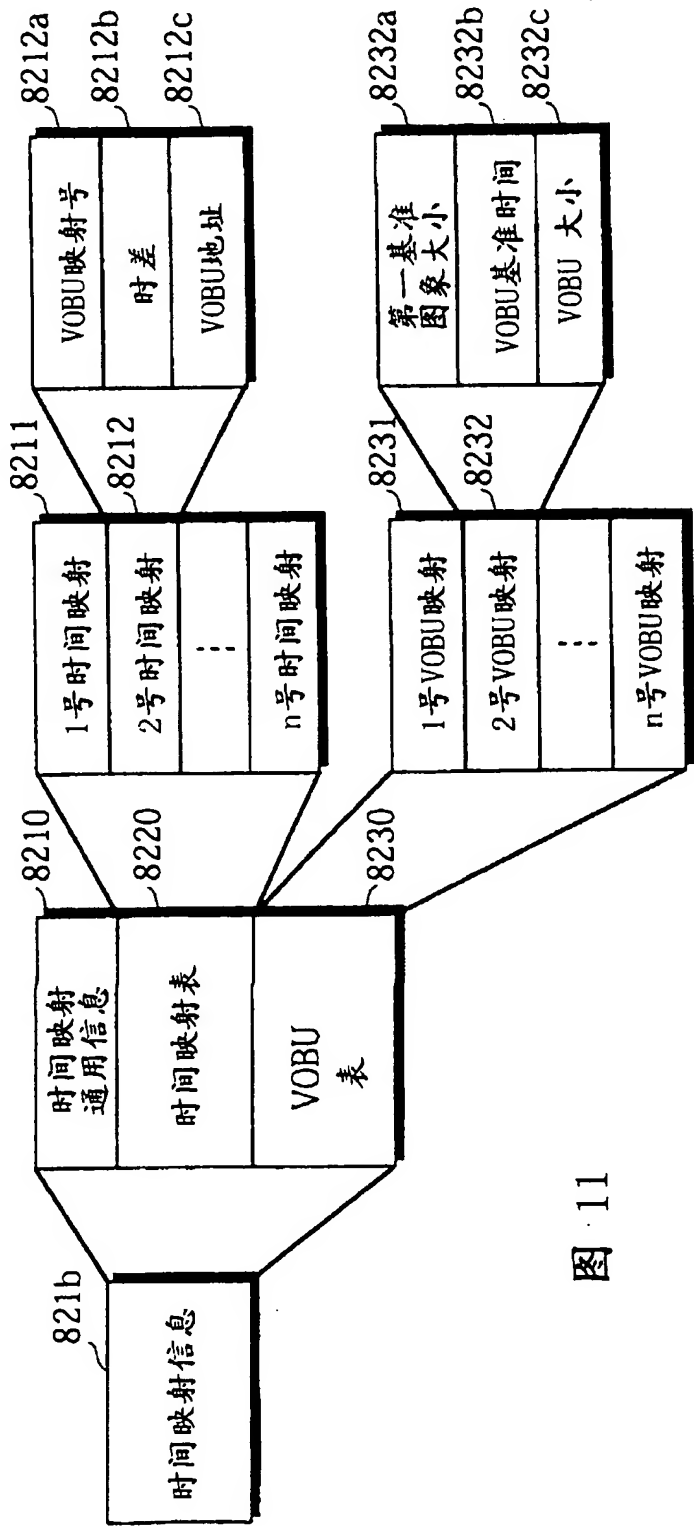 821b
时间映射信息
8210
时间映射
通用信息
8220
时间映射表
8230
VOBU
表
8211
1号时间映射
8212
2号时间映射
n号时间映射
8231
1号VOBU映射
8232
2号VOBU映射
n号VOBU映射
8212a
VOBU映射号
8212b
时差
8212c
VOBU地址
8232a
第一基准
图象大小
8232b
VOBU基准时间
8232c
VOBU 大小
图 11